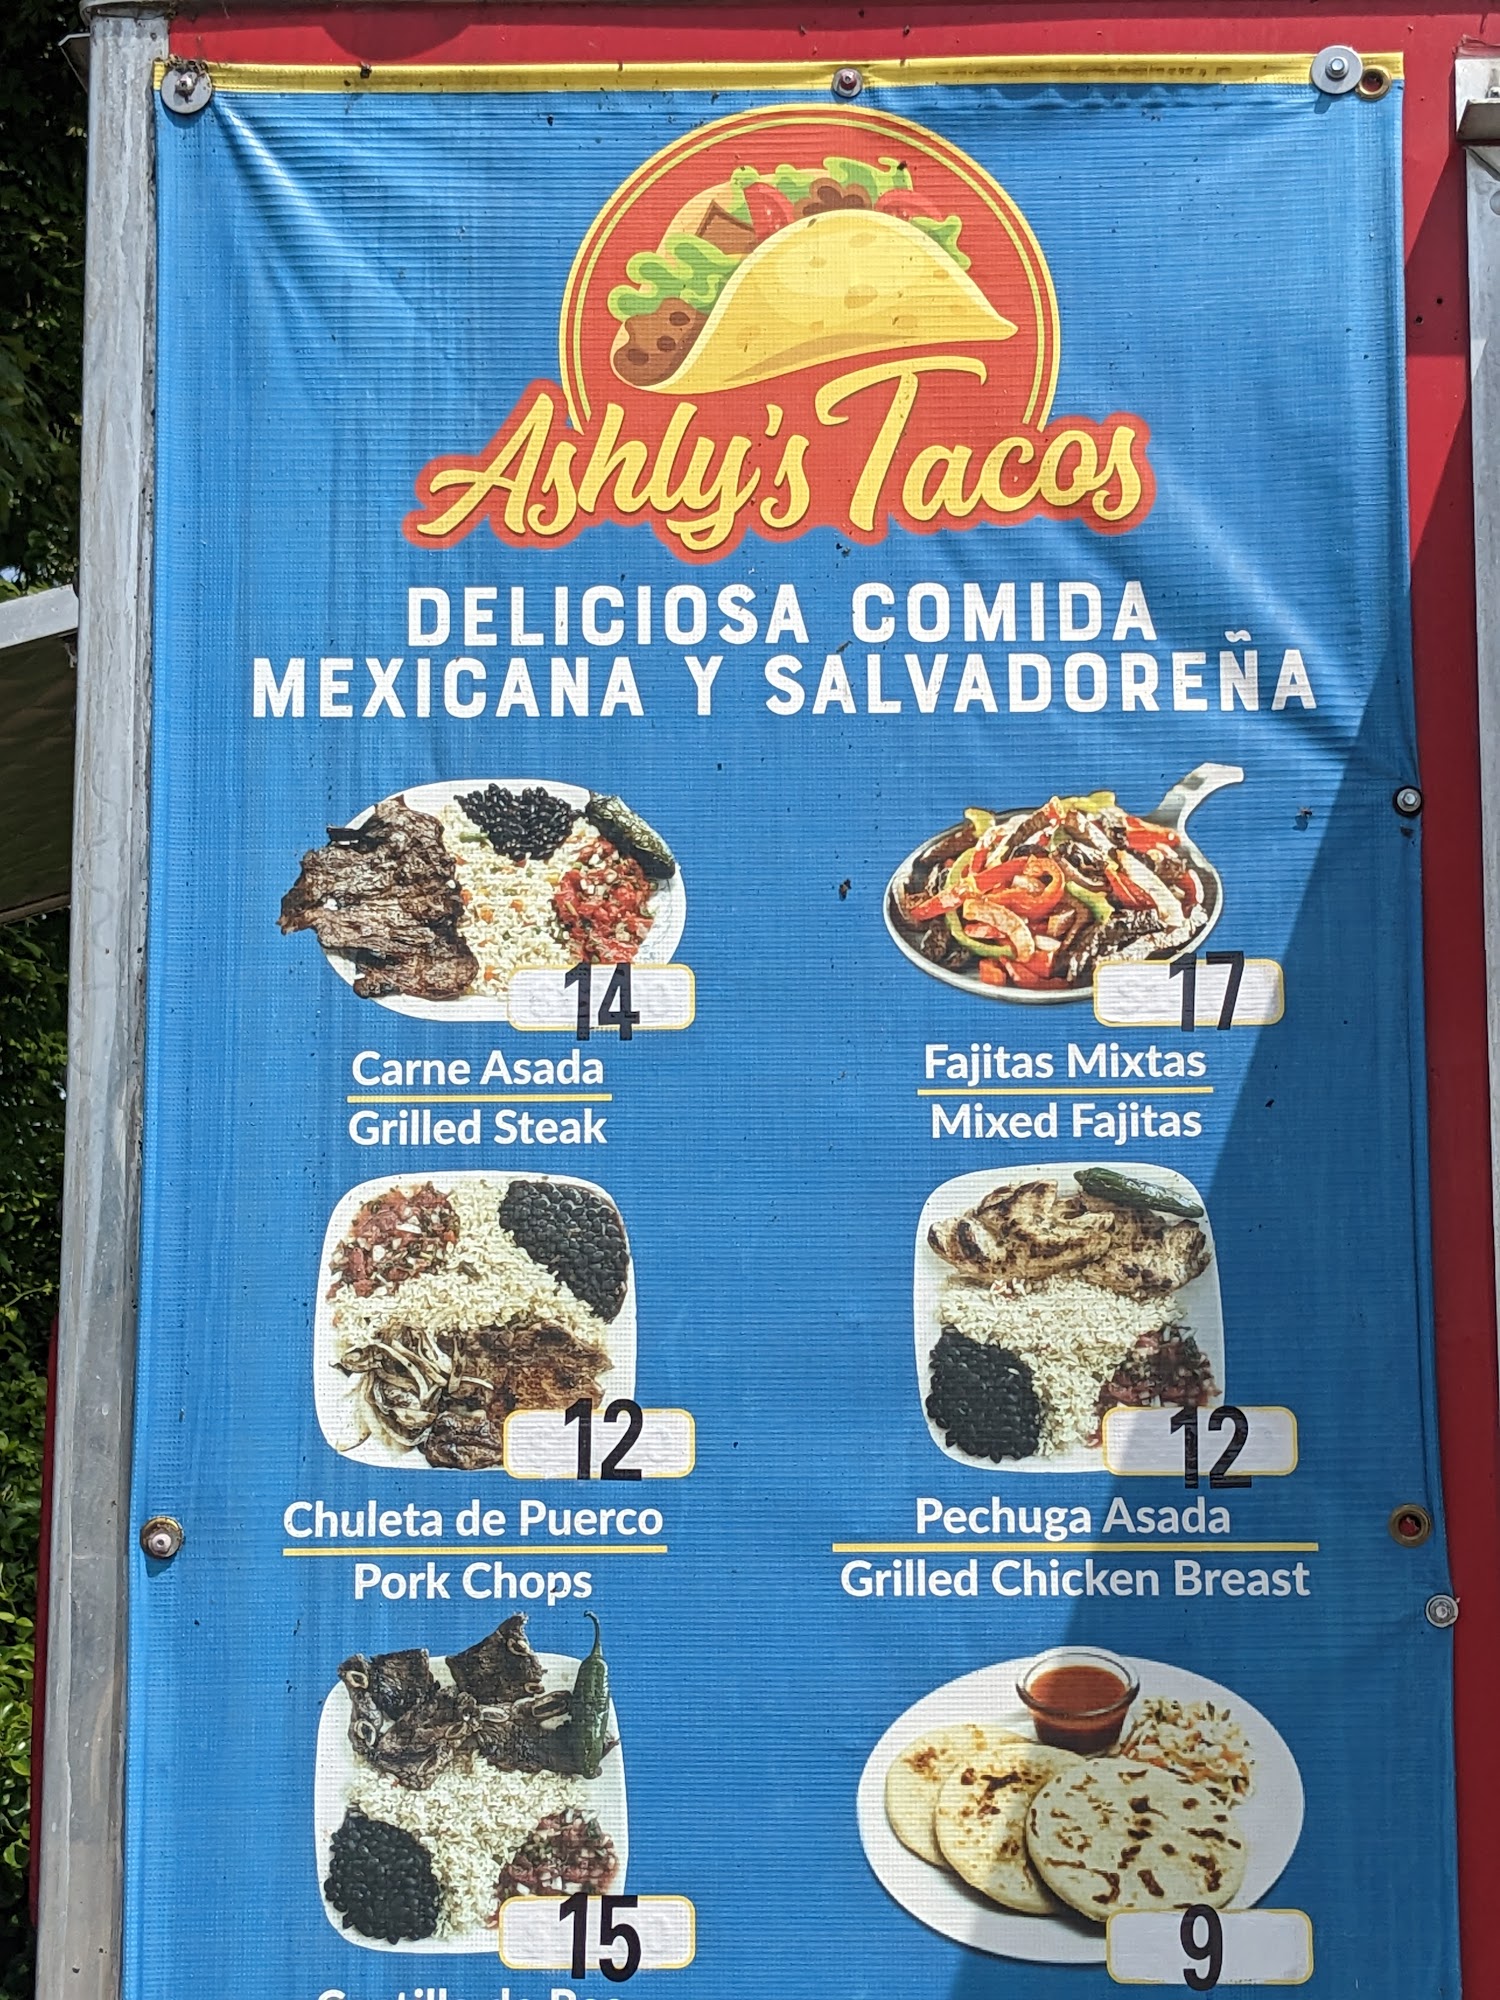 Ashly's Tacos
DELICIOSA COMIDA
MEXICANA Y SALVADOREÑA
14
Carne Asada
Grilled Steak
17
Fajitas Mixtas
Mixed Fajitas
12
Chuleta de Puerco
Pork Chops
12
Pechuga Asada
Grilled Chicken Breast
15
9